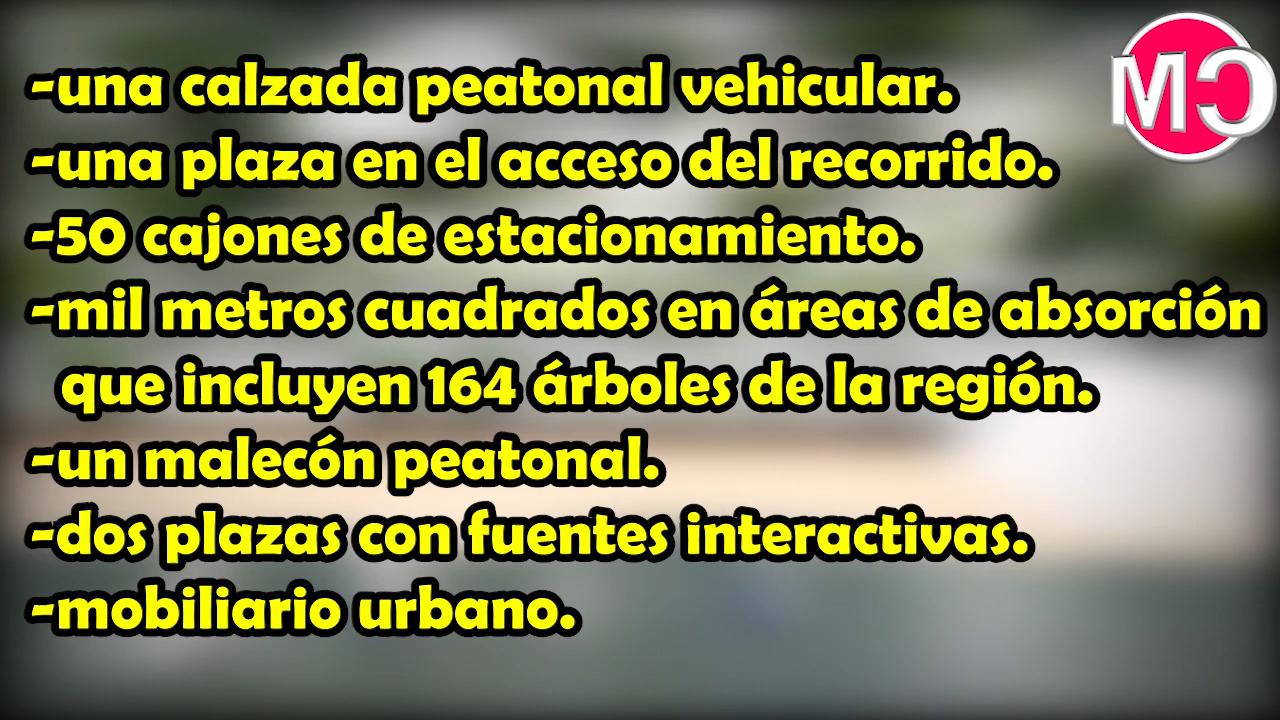 -una calzada peatonal vehicular.
-una plaza en el acceso del recorrido.
-50 cajones de estacionamiento.
-mil metros cuadrados en áreas de absorción
que incluyen 164 árboles de la región.
-un malecón peatonal.
-dos plazas con fuentes interactivas.
-mobiliario urbano.
MC